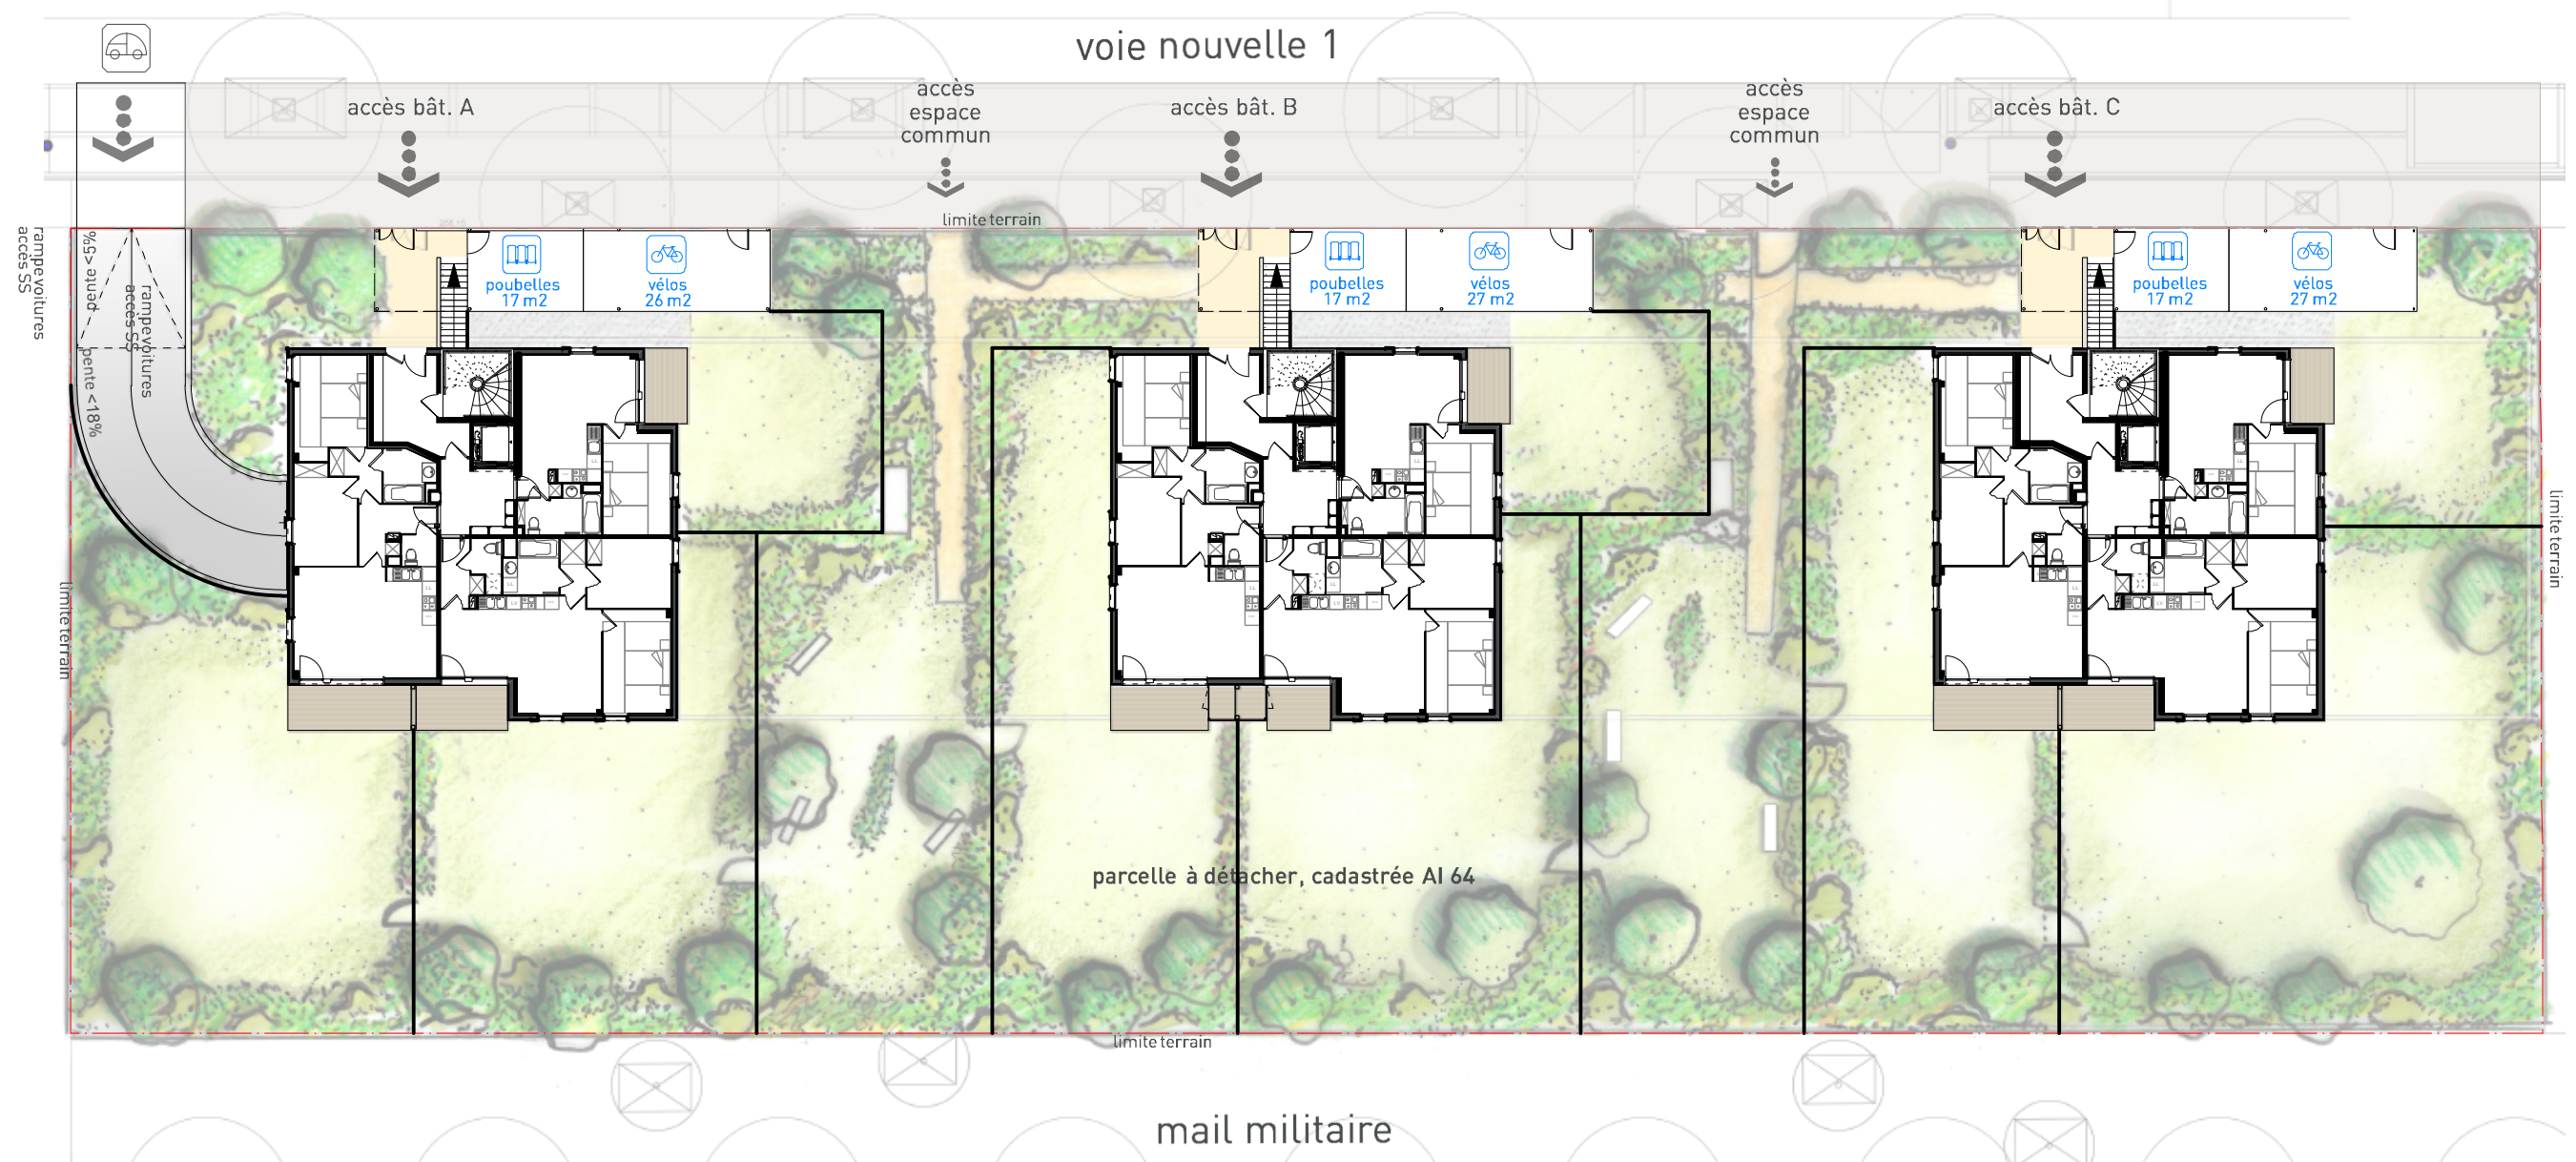 voie nouvelle 1
accès bât. A
accès
espace
commun
accès bât. B
accès
espace
commun
accès bât. C
limite terrain
rampe voitures
accès SS
pente <5%
rampe voitures
accès SS
pente <18%
poubelles
17 m2
vélos
26 m2
poubelles
17 m2
vélos
27 m2
poubelles
17 m2
vélos
27 m2
limite terrain
limite terrain
parcelle à détacher, cadastrée AI 64
limite terrain
mail militaire